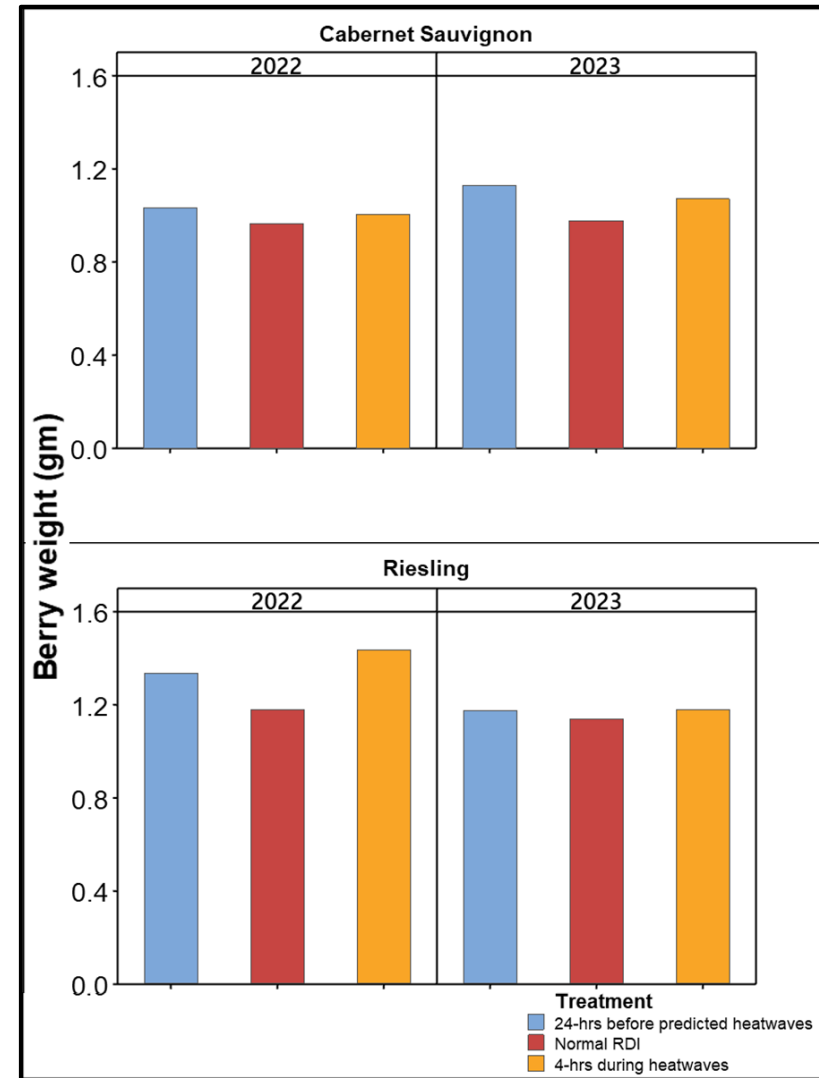 Cabernet Sauvignon
2022 2023
1.6
1.2
0.8
0.4
0.0
Berry weight (gm)
Riesling
2022 2023
1.6
1.2
0.8
0.4
0.0
Treatment
24-hrs before predicted heatwaves
Normal RDI
4-hrs during heatwaves